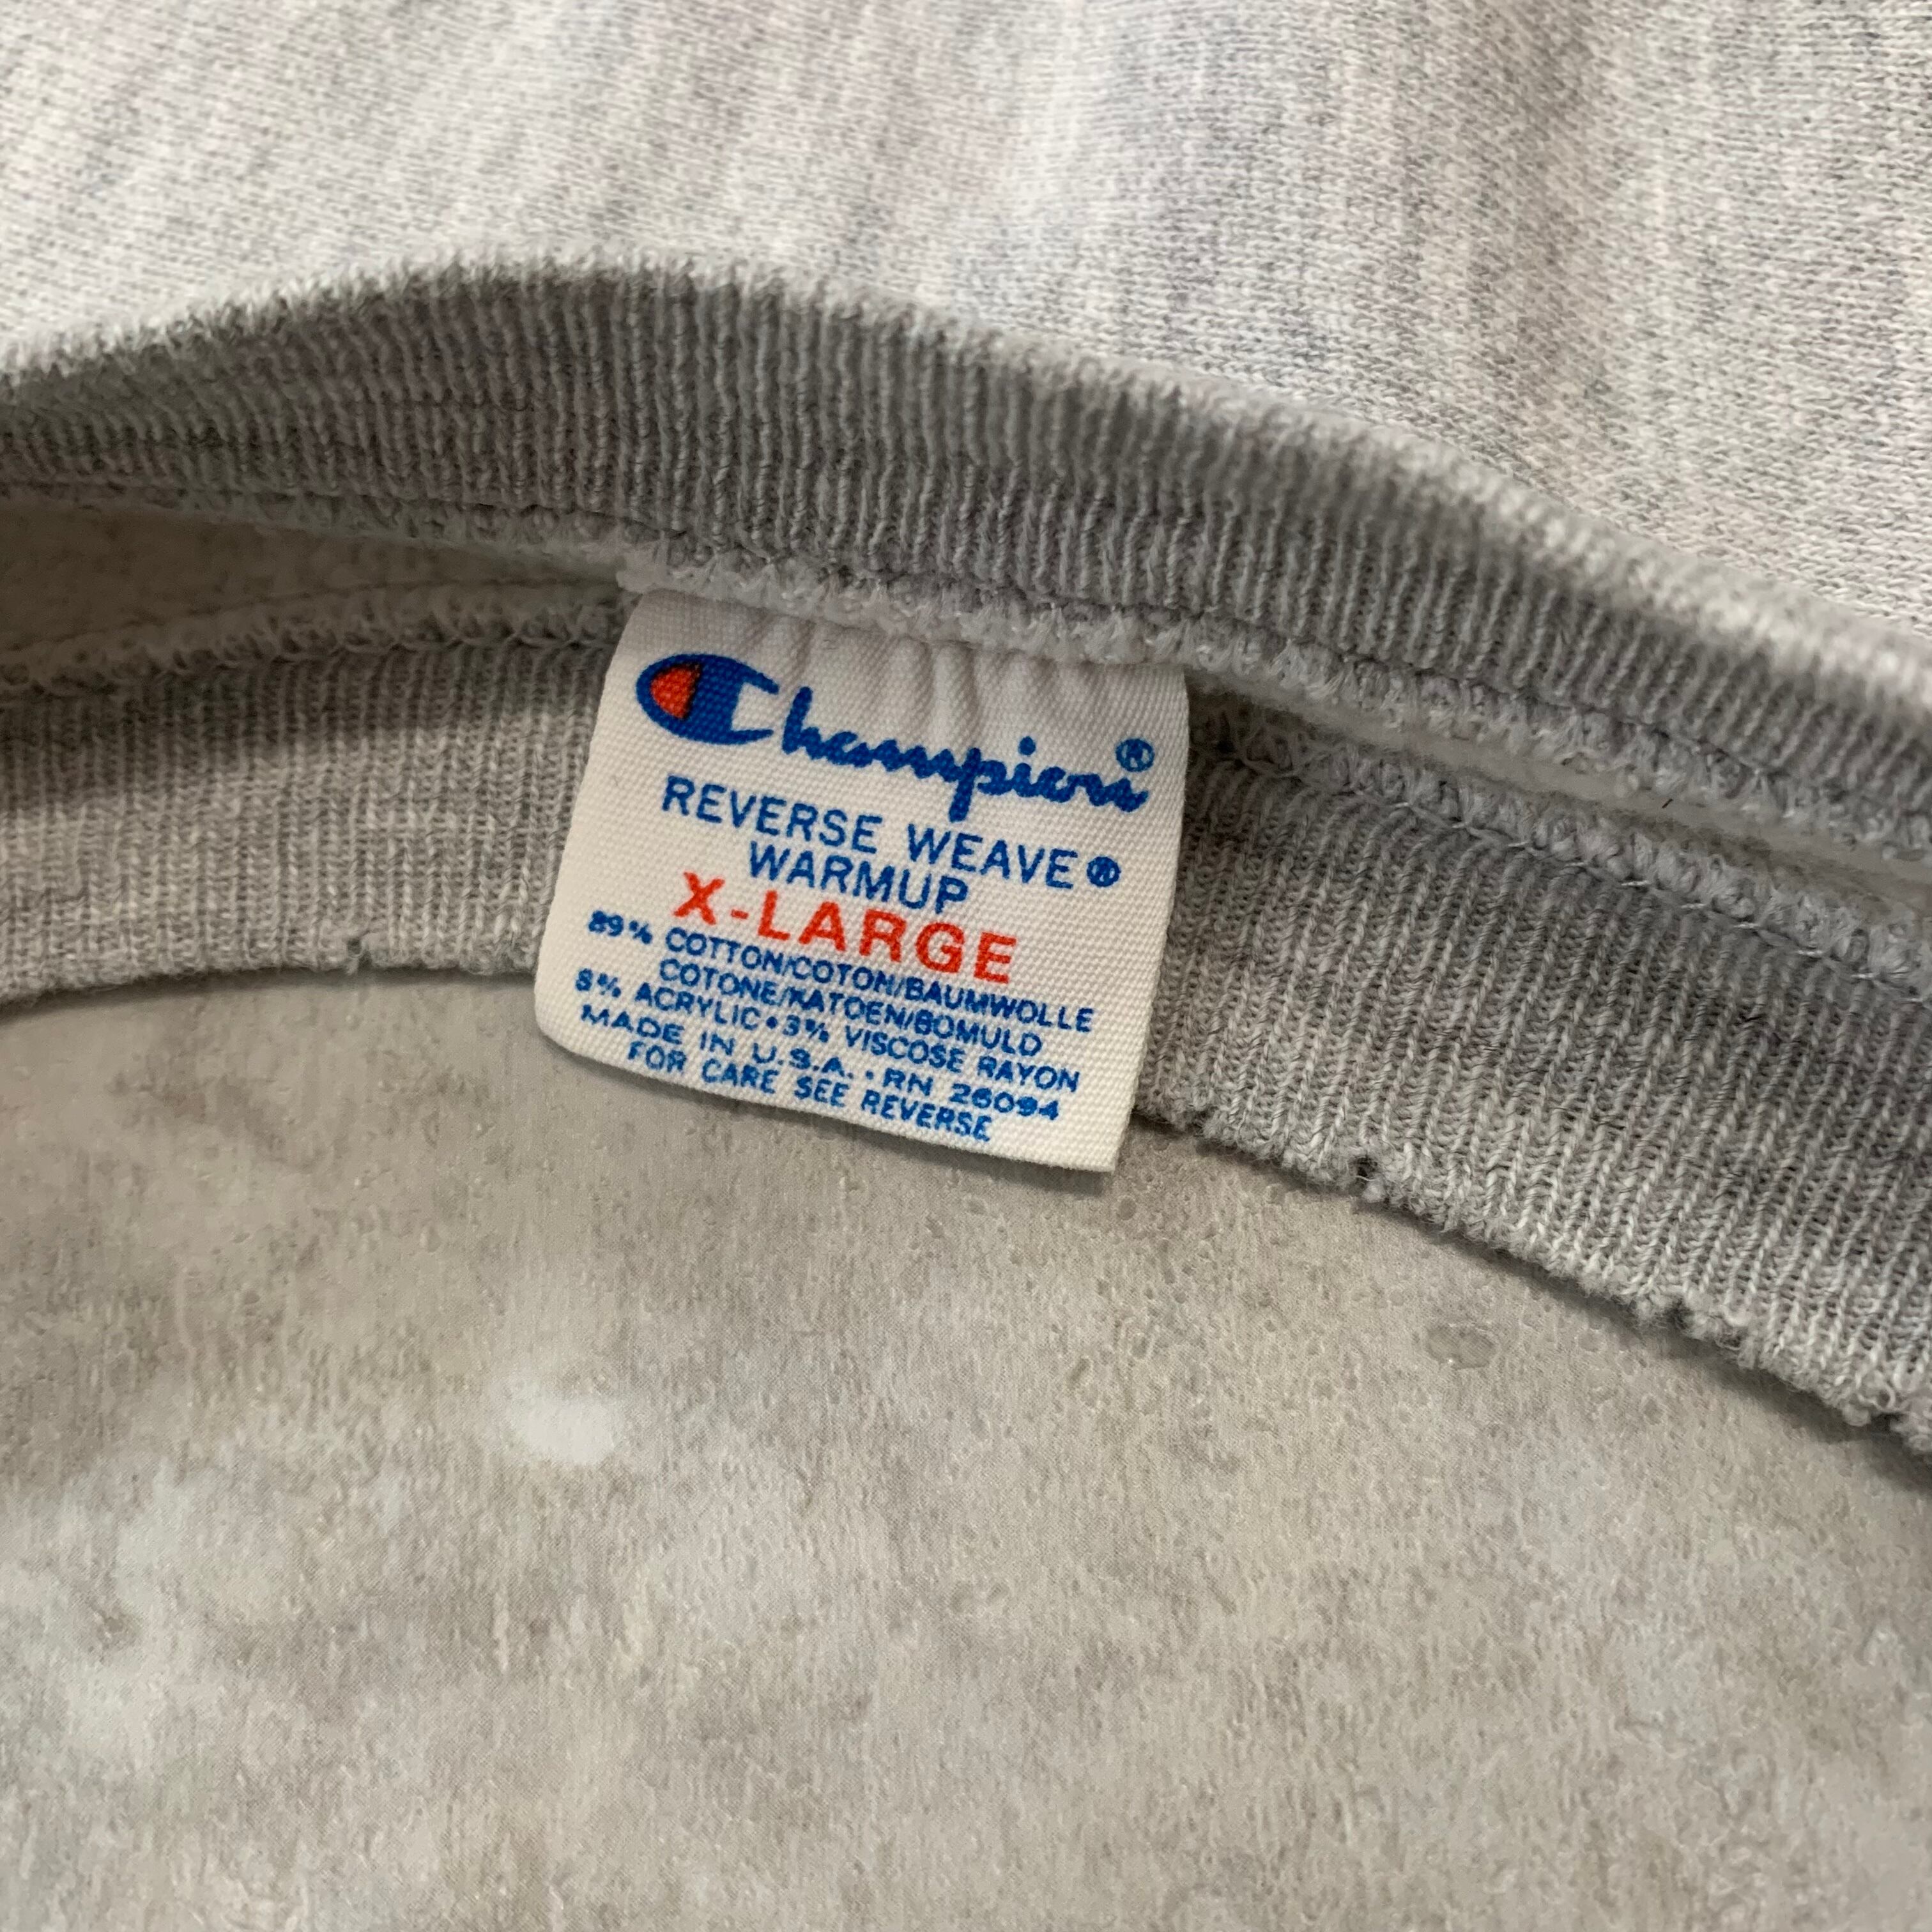 Champion®
REVERSE WEAVE®
WARMUP
X-LARGE
89% COTTON/COTON/BAUMWOLLE
COTONE/KATOEN/BOMULD
8% ACRYLIC•3% VISCOSE RAYON
MADE IN U.S.A.•RN 26094
FOR CARE SEE REVERSE